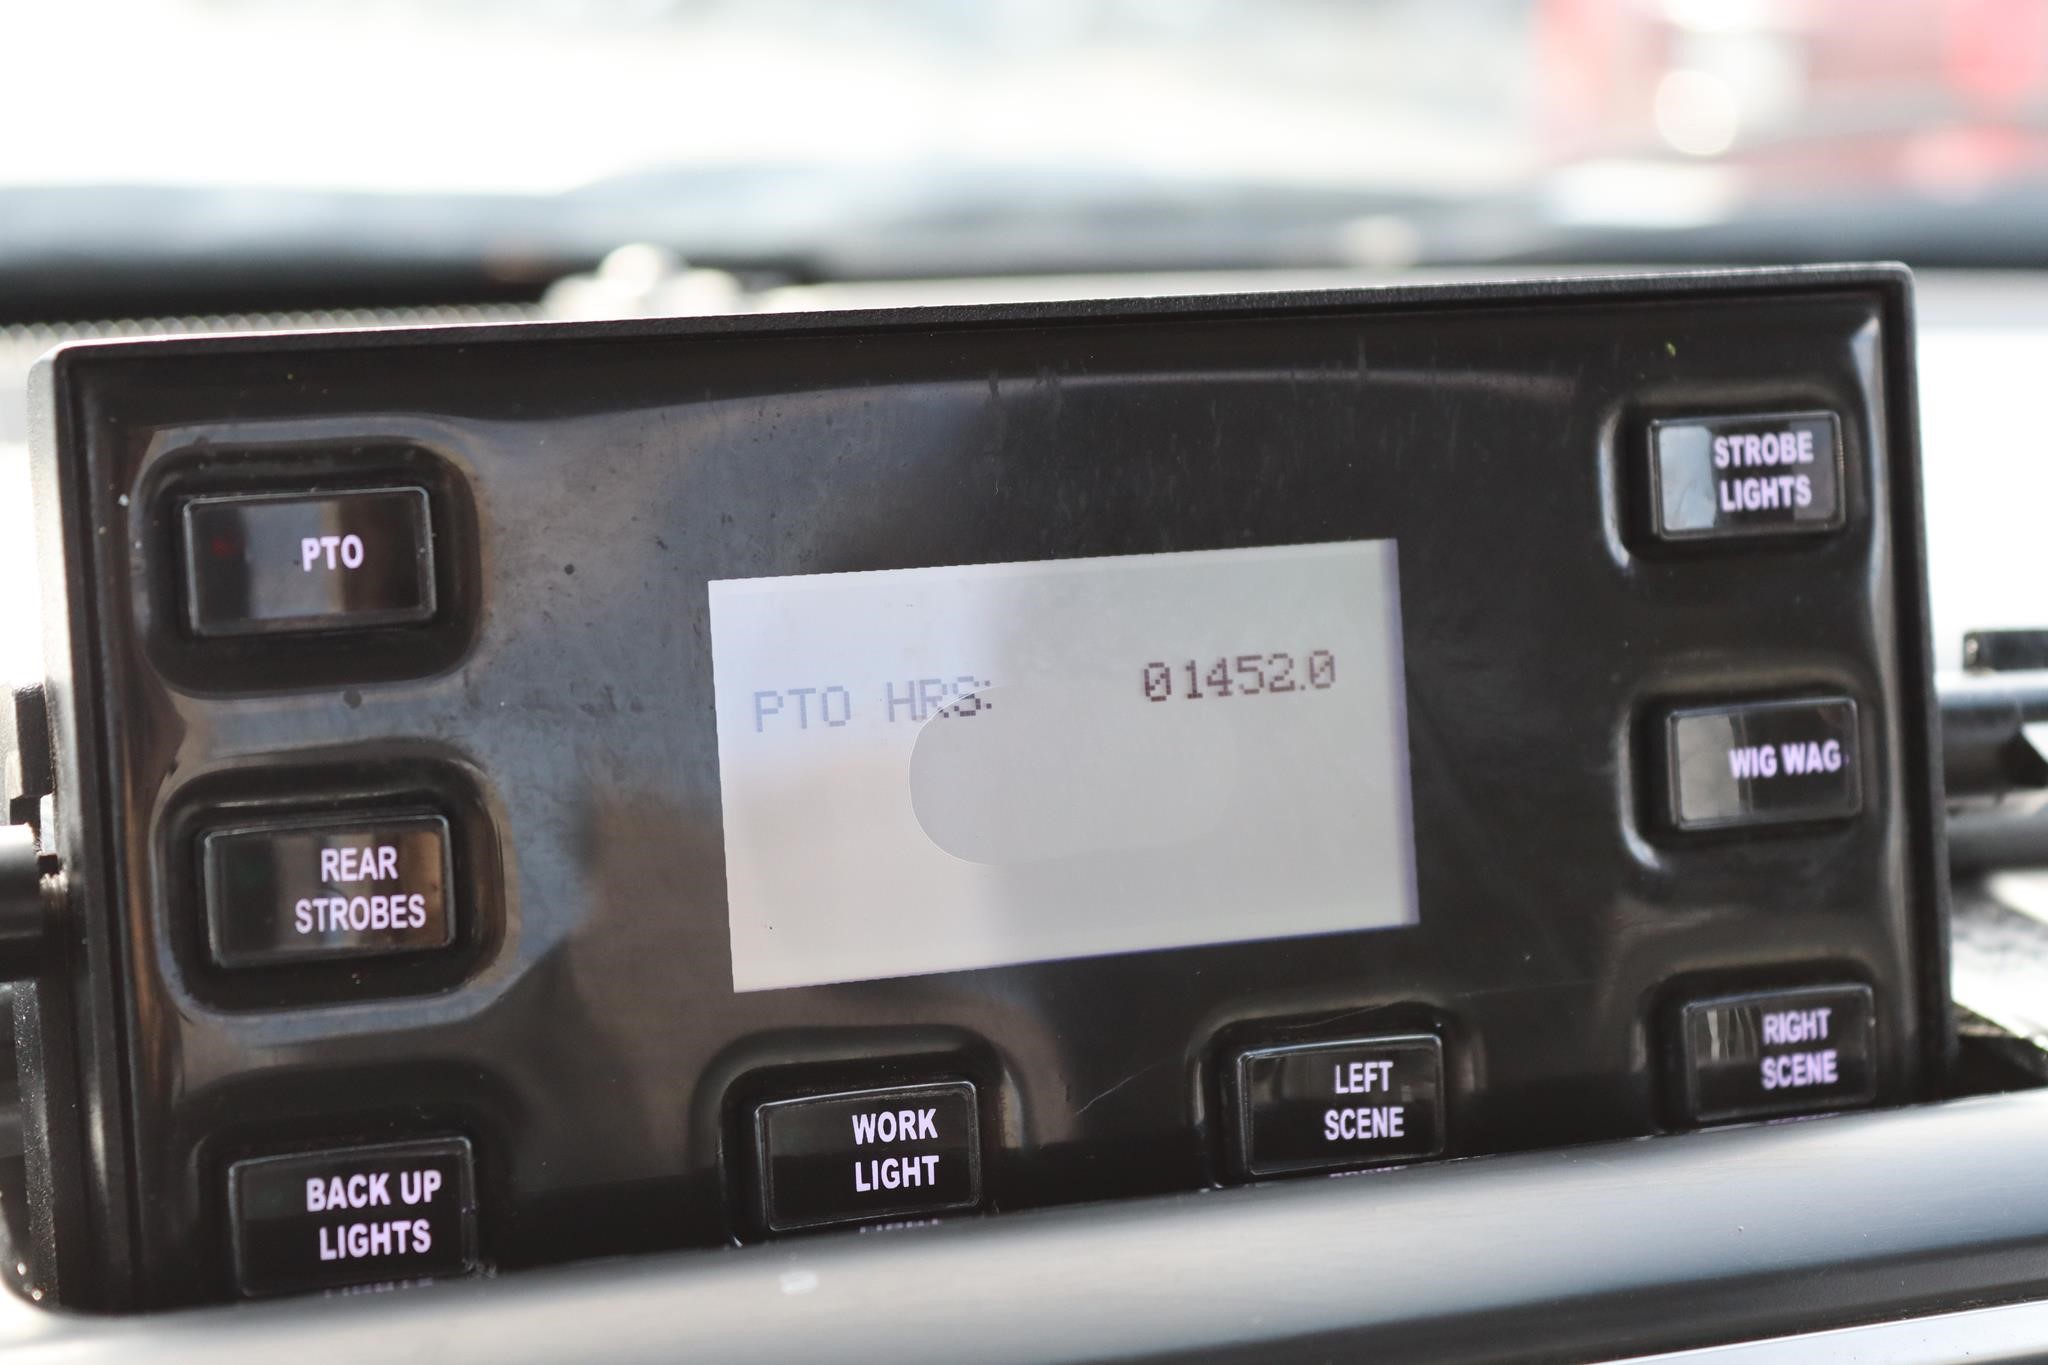 STROBE
LIGHTS
PTO
PTO HRS: 01452.0
WIG WAG
REAR
STROBES
RIGHT
SCENE
LEFT
SCENE
WORK
LIGHT
BACK UP
LIGHTS